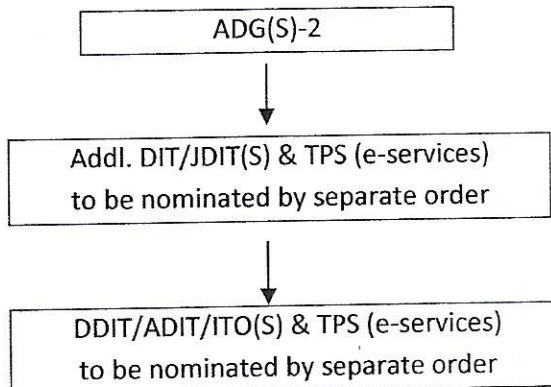 ADG(S)-2
Addl. DIT/JDIT(S) & TPS (e-services)
to be nominated by separate order
DDIT/ADIT/ITO(S) & TPS (e-services)
to be nominated by separate order